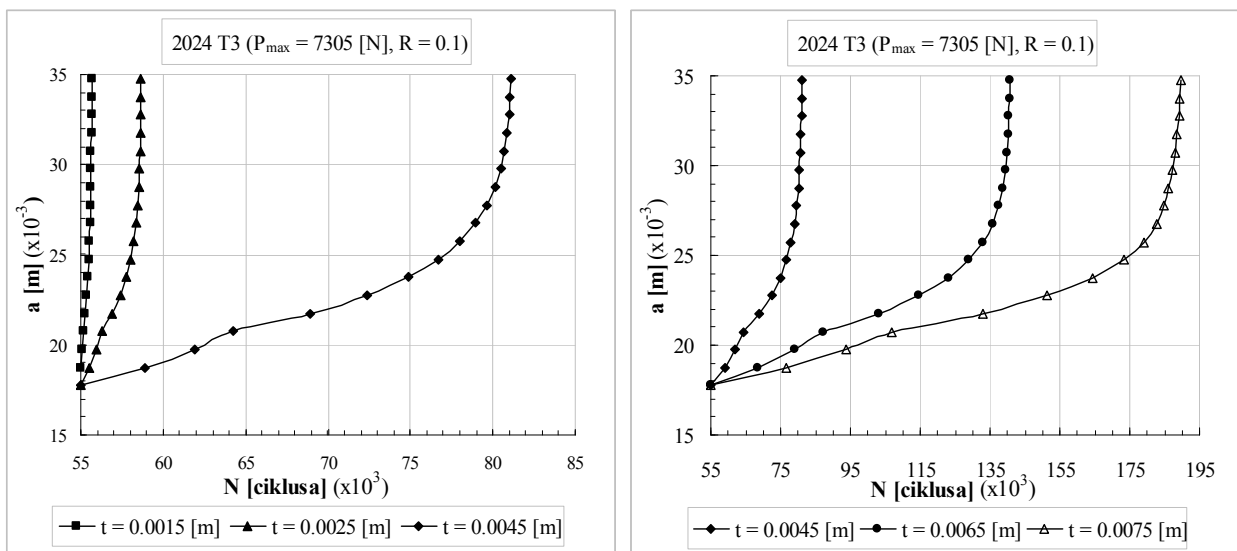 2024 T3 (Pmax = 7305 [N], R = 0.1)
35
30
25
20
15
a [m] (x10⁻³)
55 60 65 70 75 80 85
N [ciklusa] (x10³)
t = 0.0015 [m] t = 0.0025 [m] t = 0.0045 [m]
2024 T3 (Pmax = 7305 [N], R = 0.1)
35
30
25
20
15
a [m] (x10⁻³)
55 75 95 115 135 155 175 195
N [ciklusa] (x10³)
t = 0.0045 [m] t = 0.0065 [m] t = 0.0075 [m]